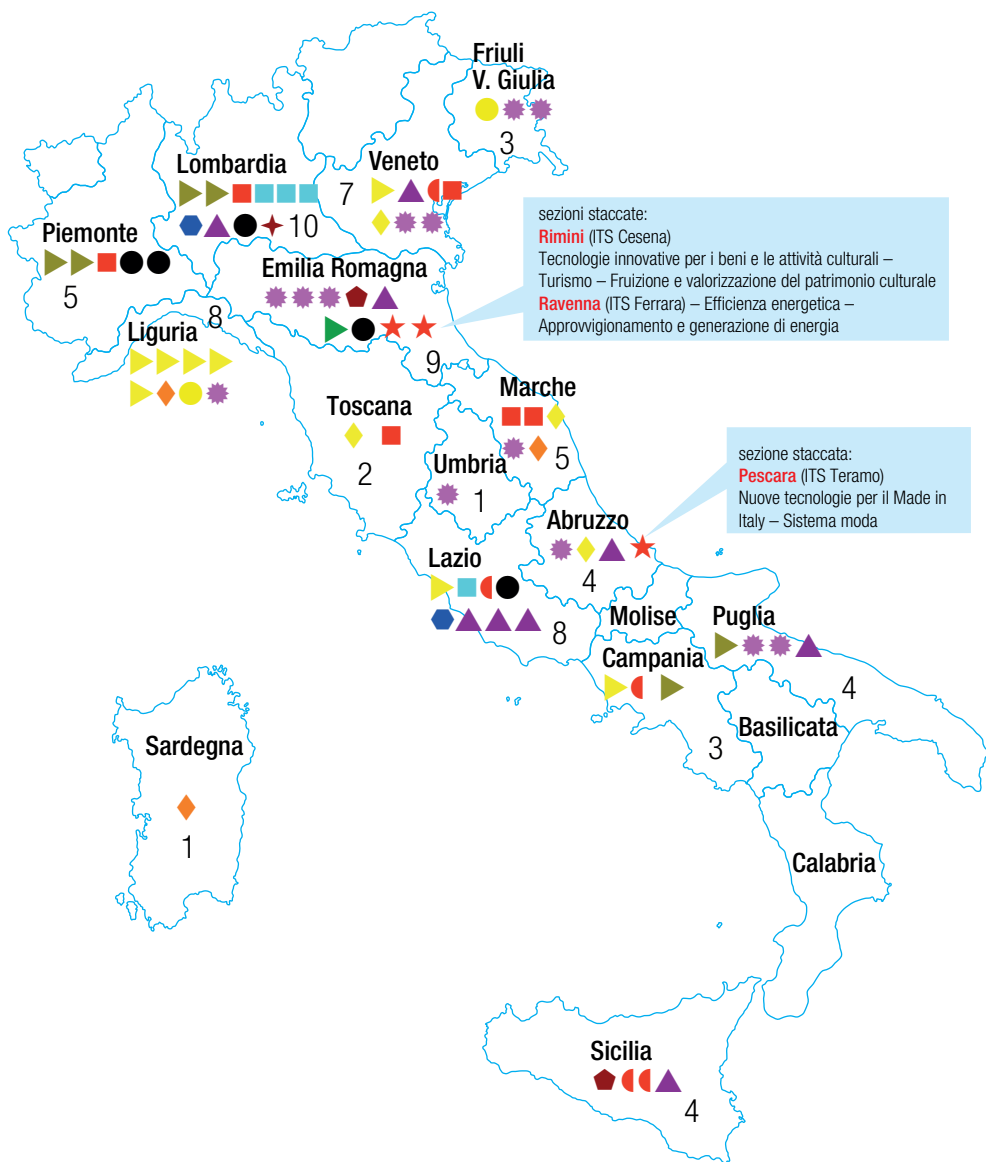 Friuli
V. Giulia
3
Lombardia
10
Veneto
7
Piemonte
5
Emilia Romagna
9
sezioni staccate:
Rimini (ITS Cesena)
Tecnologie innovative per i beni e le attività culturali –
Turismo – Fruizione e valorizzazione del patrimonio culturale
Ravenna (ITS Ferrara) – Efficienza energetica –
Approvvigionamento e generazione di energia
8
Liguria
Toscana
2
Marche
5
Umbria
1
sezione staccata:
Pescara (ITS Teramo)
Nuove tecnologie per il Made in
Italy – Sistema moda
Abruzzo
4
Lazio
8
Molise
Puglia
4
Campania
3
Basilicata
Sardegna
1
Calabria
Sicilia
4